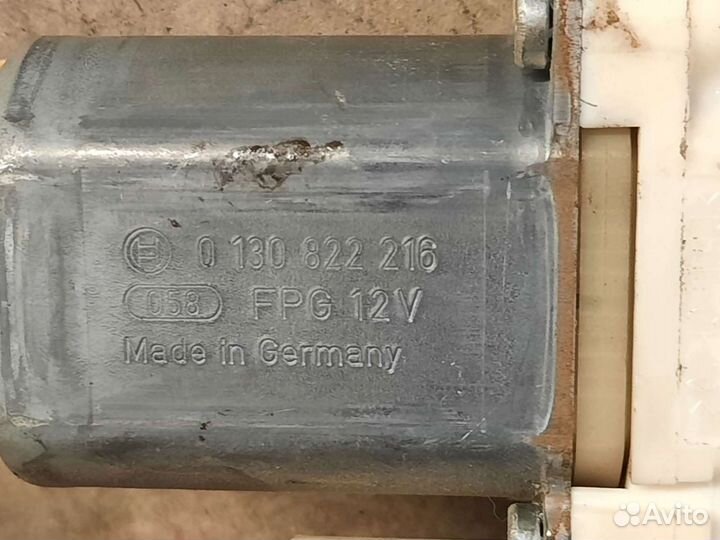 0 130 822 216
058 FPG 12V
Made in Germany
Avito